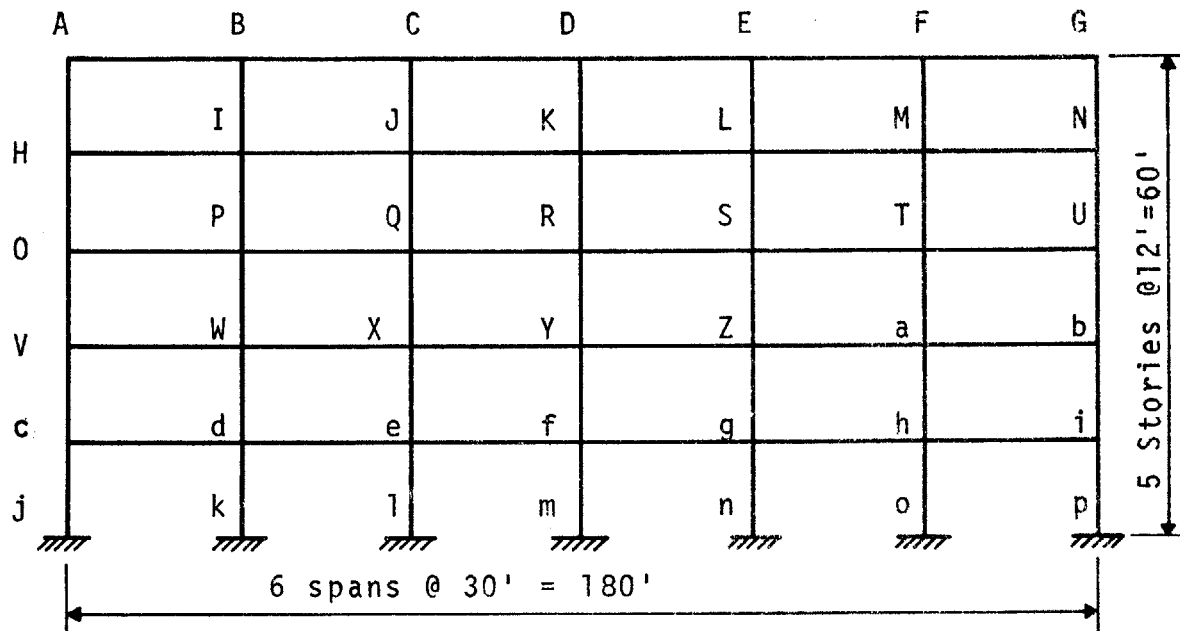 A B C D E F G
I J K L M N
H
P Q R S T U
O
W X Y Z a b
V
c d e f g h i
j k l m n o p
5 Stories @12'=60'
6 spans @ 30' = 180'